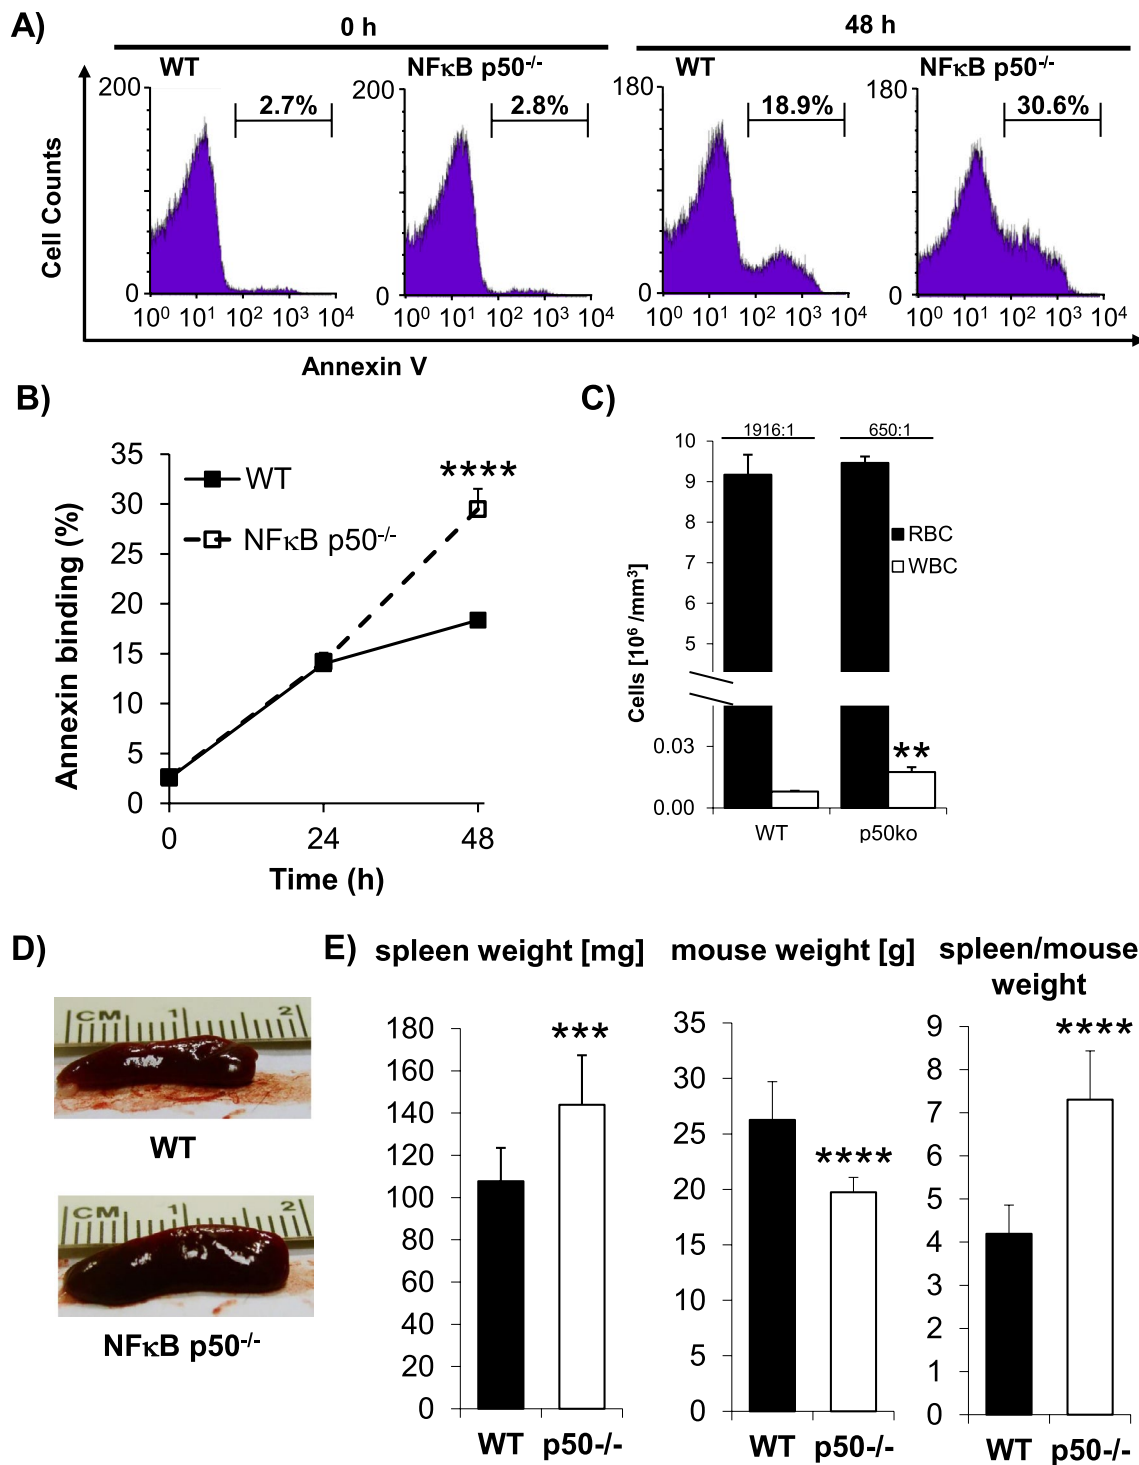 A)
0 h
48 h
WT
NFκB p50-/-
WT
NFκB p50-/-
200
200
180
180
2.7%
2.8%
18.9%
30.6%
Cell Counts
0
0
0
0
10⁰ 10¹ 10² 10³ 10⁴
10⁰ 10¹ 10² 10³ 10⁴
10⁰ 10¹ 10² 10³ 10⁴
10⁰ 10¹ 10² 10³ 10⁴
Annexin V
B)
Annexin binding (%)
35
30
25
20
15
10
5
0
WT
NFκB p50-/-
****
0 24 48
Time (h)
C)
1916:1
650:1
Cells [10⁶ /mm³]
10
9
8
7
6
5
0.03
0.00
RBC
WBC
**
WT
p50ko
D)
CM 1 2
WT
CM 1 2
NFκB p50-/-
E)
spleen weight [mg]
180
160
140
120
100
80
60
40
20
0
***
WT p50-/-
mouse weight [g]
35
30
25
20
15
10
5
0
****
WT p50-/-
spleen/mouse
weight
9
8
7
6
5
4
3
2
1
0
****
WT p50-/-